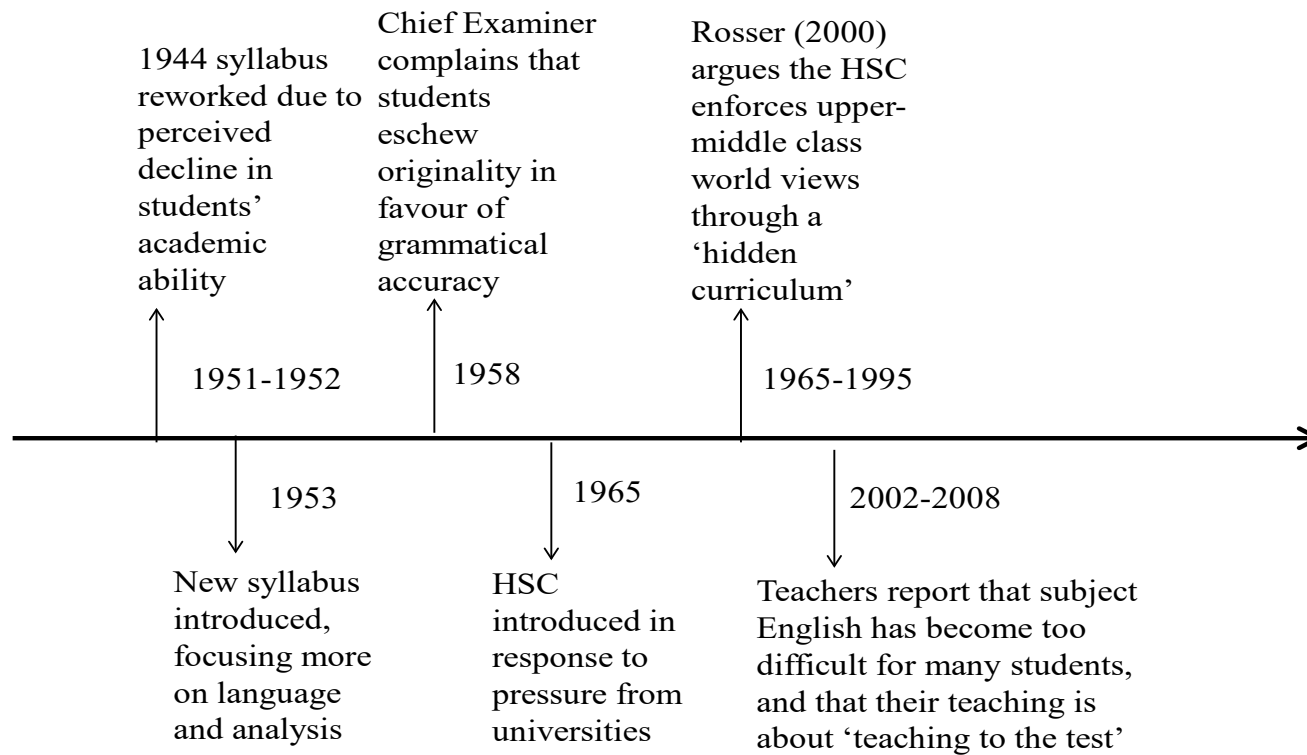 1944 syllabus
reworked due to
perceived
decline in
students’
academic
ability
1951-1952
New syllabus
introduced,
focusing more
on language
and analysis
1953
Chief Examiner
complains that
students
eschew
originality in
favour of
grammatical
accuracy
1958
HSC
introduced in
response to
pressure from
universities
1965
Rosser (2000)
argues the HSC
enforces upper-
middle class
world views
through a
‘hidden
curriculum’
1965-1995
2002-2008
Teachers report that subject
English has become too
difficult for many students,
and that their teaching is
about ‘teaching to the test’